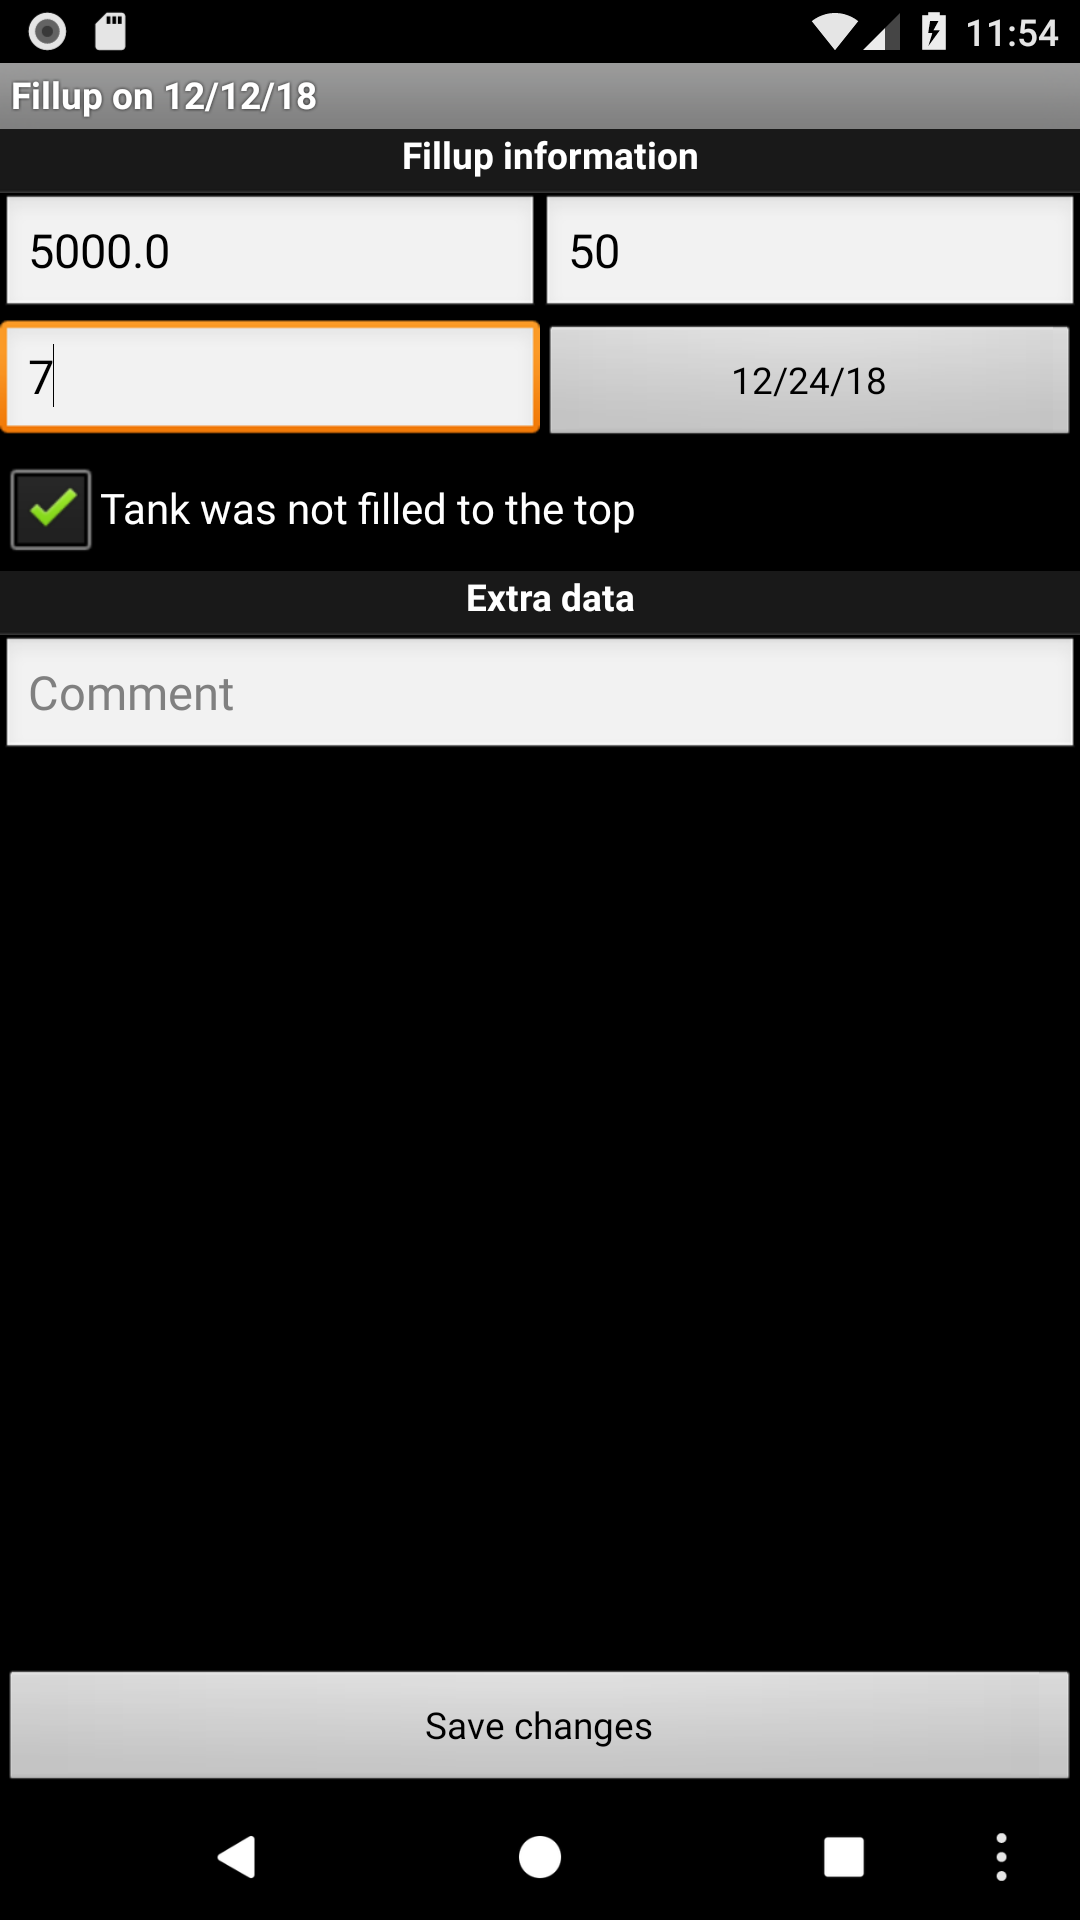 11:54
Fillup on 12/12/18
Fillup information
5000.0 50
7 12/24/18
Tank was not filled to the top
Extra data
Comment
Save changes